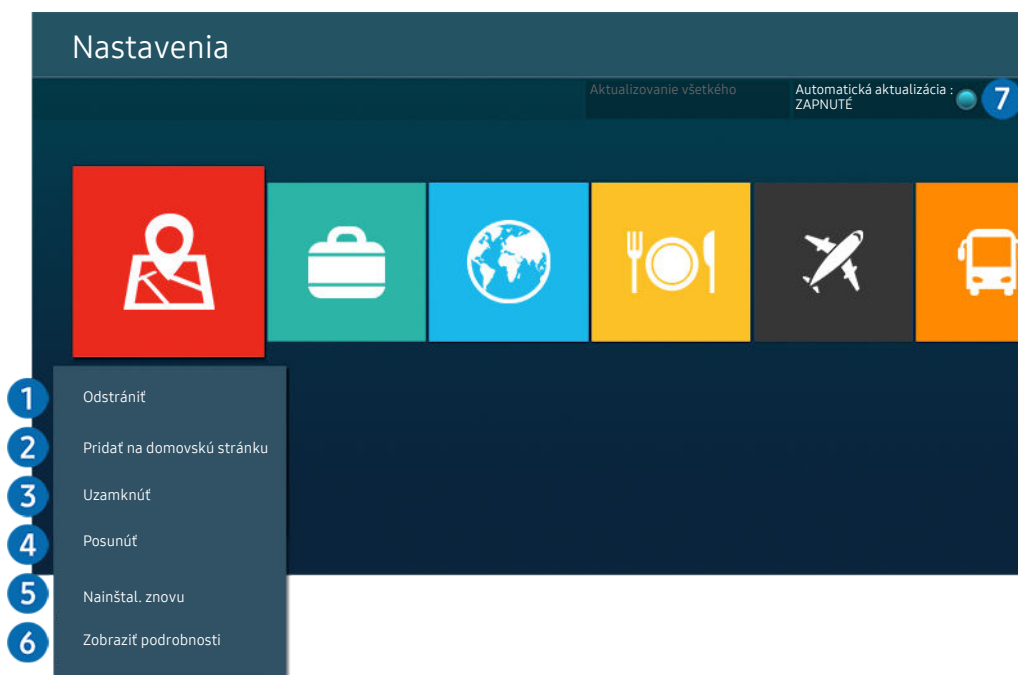 Nastavenia
Aktualizovanie všetkého
Automatická aktualizácia :
ZAPNUTÉ
7
1 Odstrániť
2 Pridať na domovskú stránku
3 Uzamknúť
4 Posunúť
5 Nainštal. znovu
6 Zobraziť podrobnosti